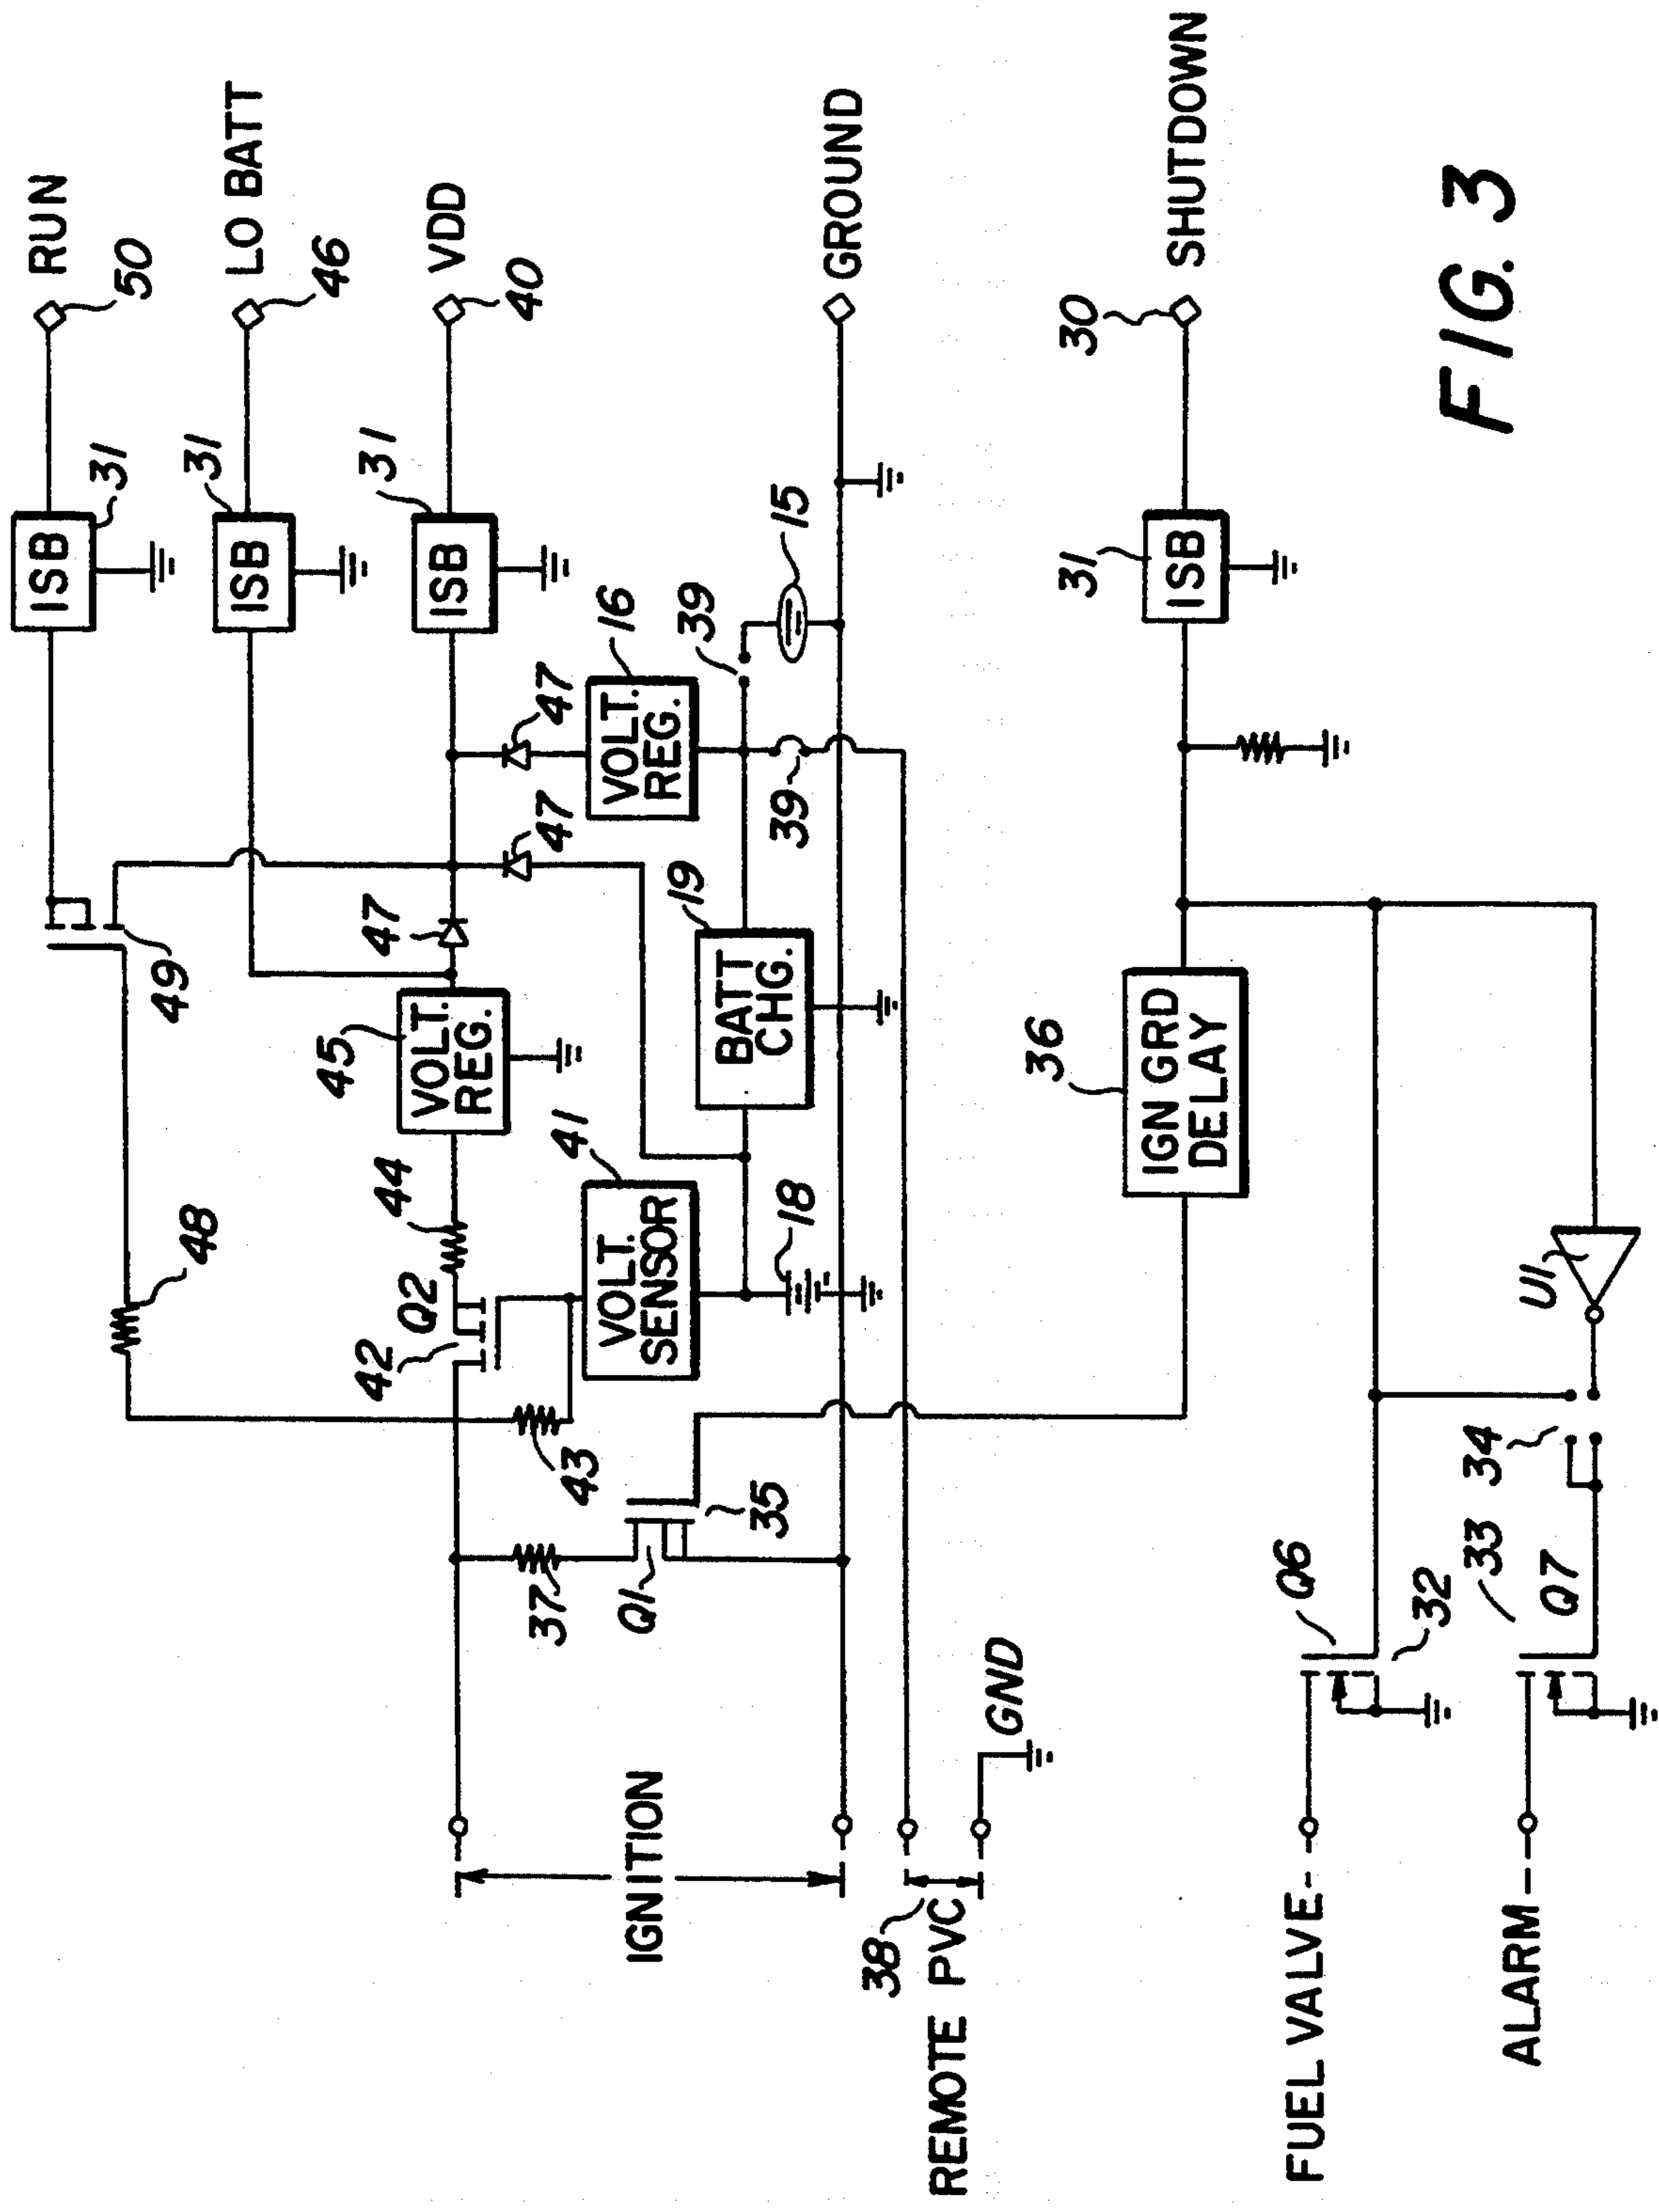 RUN
50
LO BATT
46
VDD
40
GROUND
30
SHUTDOWN
ISB
31
ISB
31
ISB
31
ISB
31
15
39
39
16
VOLT.
REG.
47
47
47
49
19
BATT
CHG.
45
VOLT.
REG.
44
41
VOLT.
SENSOR
18
48
Q2
42
43
36
IGN GRD
DELAY
35
37
Q1
U1
34
33
Q7
Q6
32
IGNITION
GND
38
REMOTE PVC
FUEL VALVE
ALARM
FIG. 3